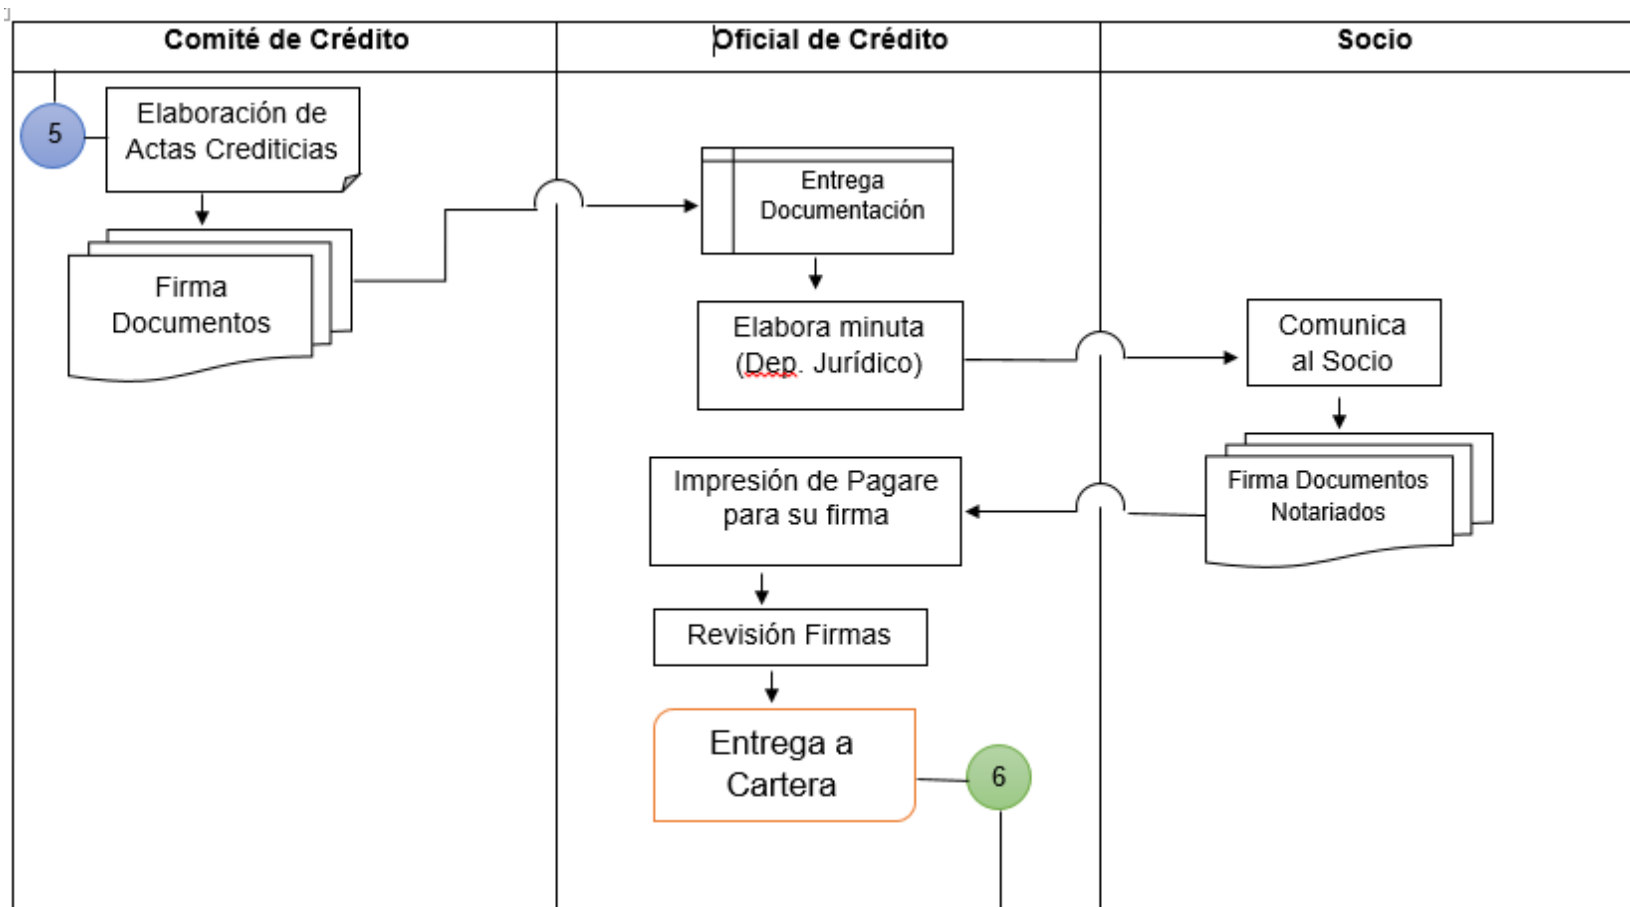 Comité de Crédito
Oficial de Crédito
Socio
5
Elaboración de
Actas Crediticias
Firma
Documentos
Entrega
Documentación
Elabora minuta
(Dep. Jurídico)
Comunica
al Socio
Firma Documentos
Notariados
Impresión de Pagare
para su firma
Revisión Firmas
Entrega a
Cartera
6